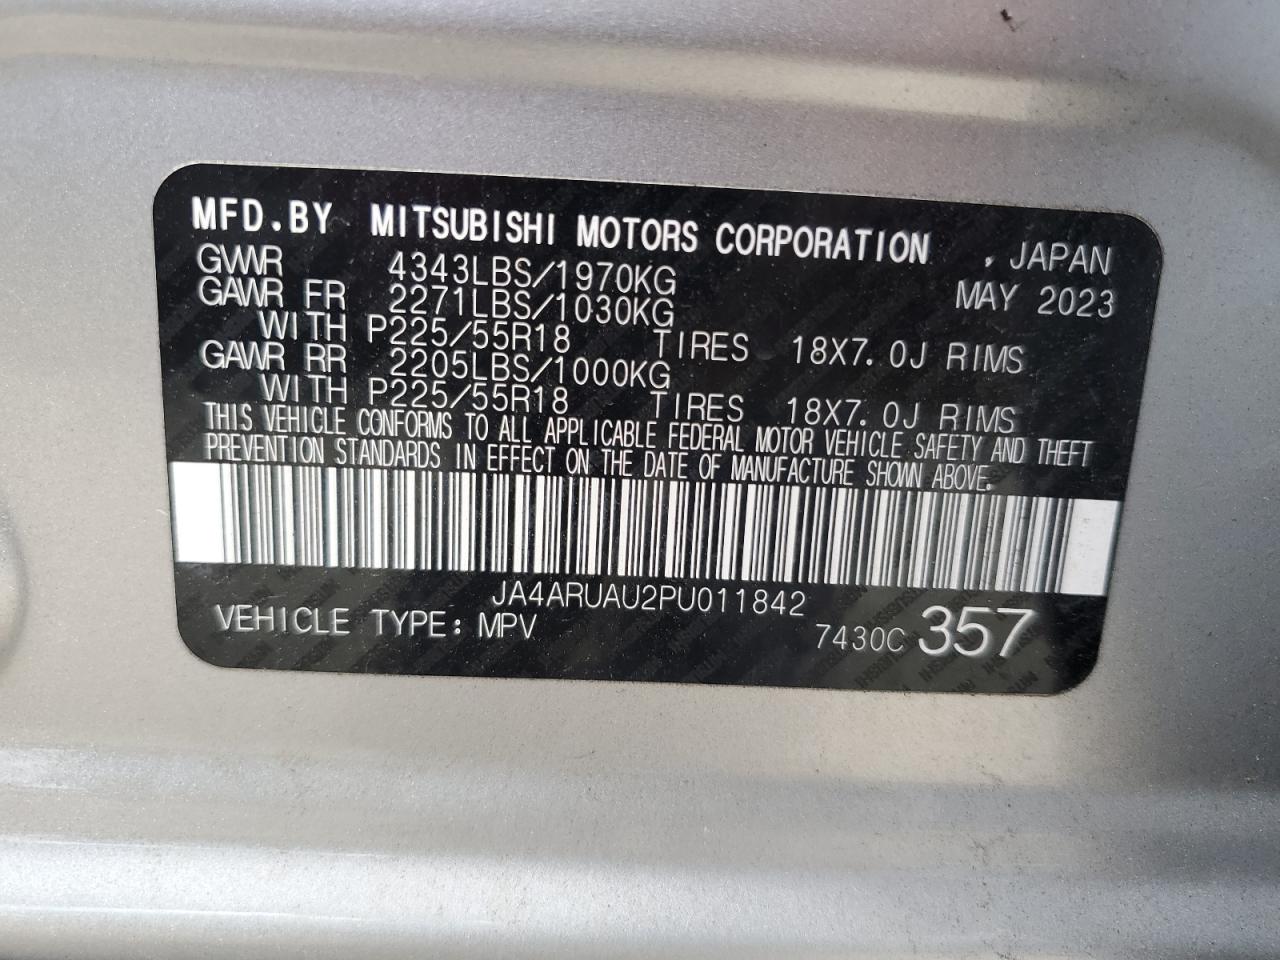 MFD.BY MITSUBISHI MOTORS CORPORATION , JAPAN
GVWR 4343LBS/1970KG MAY 2023
GAWR FR 2271LBS/1030KG
WITH P225/55R18 TIRES 18X7.0J RIMS
GAWR RR 2205LBS/1000KG
WITH P225/55R18 TIRES 18X7.0J RIMS
THIS VEHICLE CONFORMS TO ALL APPLICABLE FEDERAL MOTOR VEHICLE SAFETY AND THEFT
PREVENTION STANDARDS IN EFFECT ON THE DATE OF MANUFACTURE SHOWN ABOVE.
JA4ARUAU2PU011842
VEHICLE TYPE: MPV 7430C 357